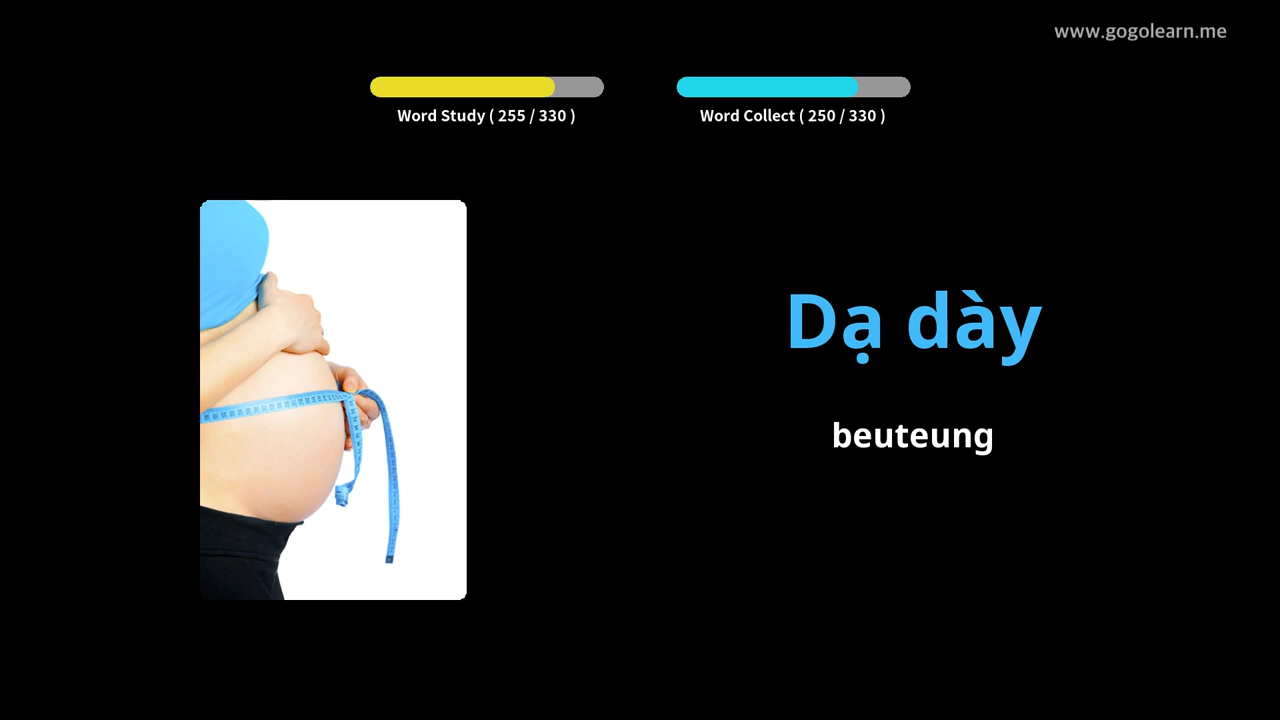 www.gogolearn.me
Word Study ( 255 / 330 )
Word Collect ( 250 / 330 )
Dạ dày
beuteung